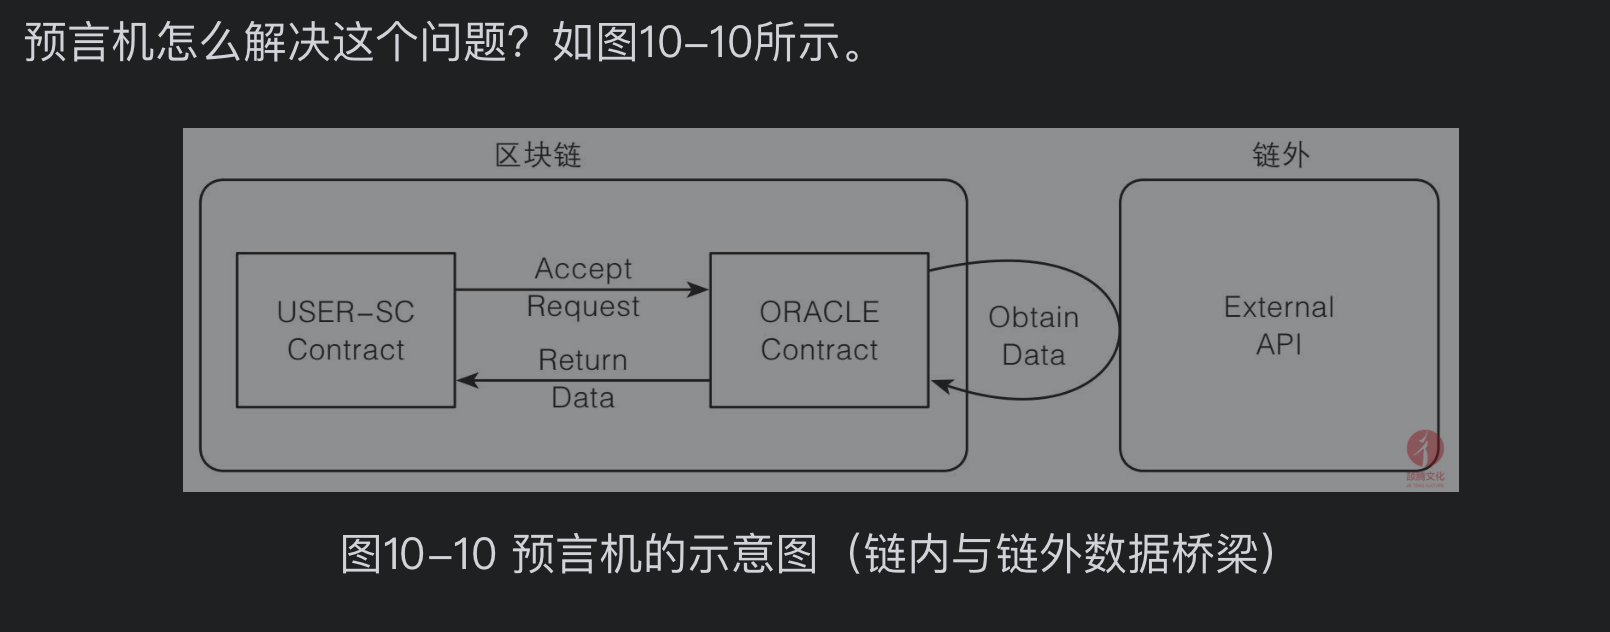 预言机怎么解决这个问题？如图10–10所示。
区块链
链外
USER–SC
Contract
Accept
Request
Return
Data
ORACLE
Contract
Obtain
Data
External
API
图10–10 预言机的示意图（链内与链外数据桥梁）